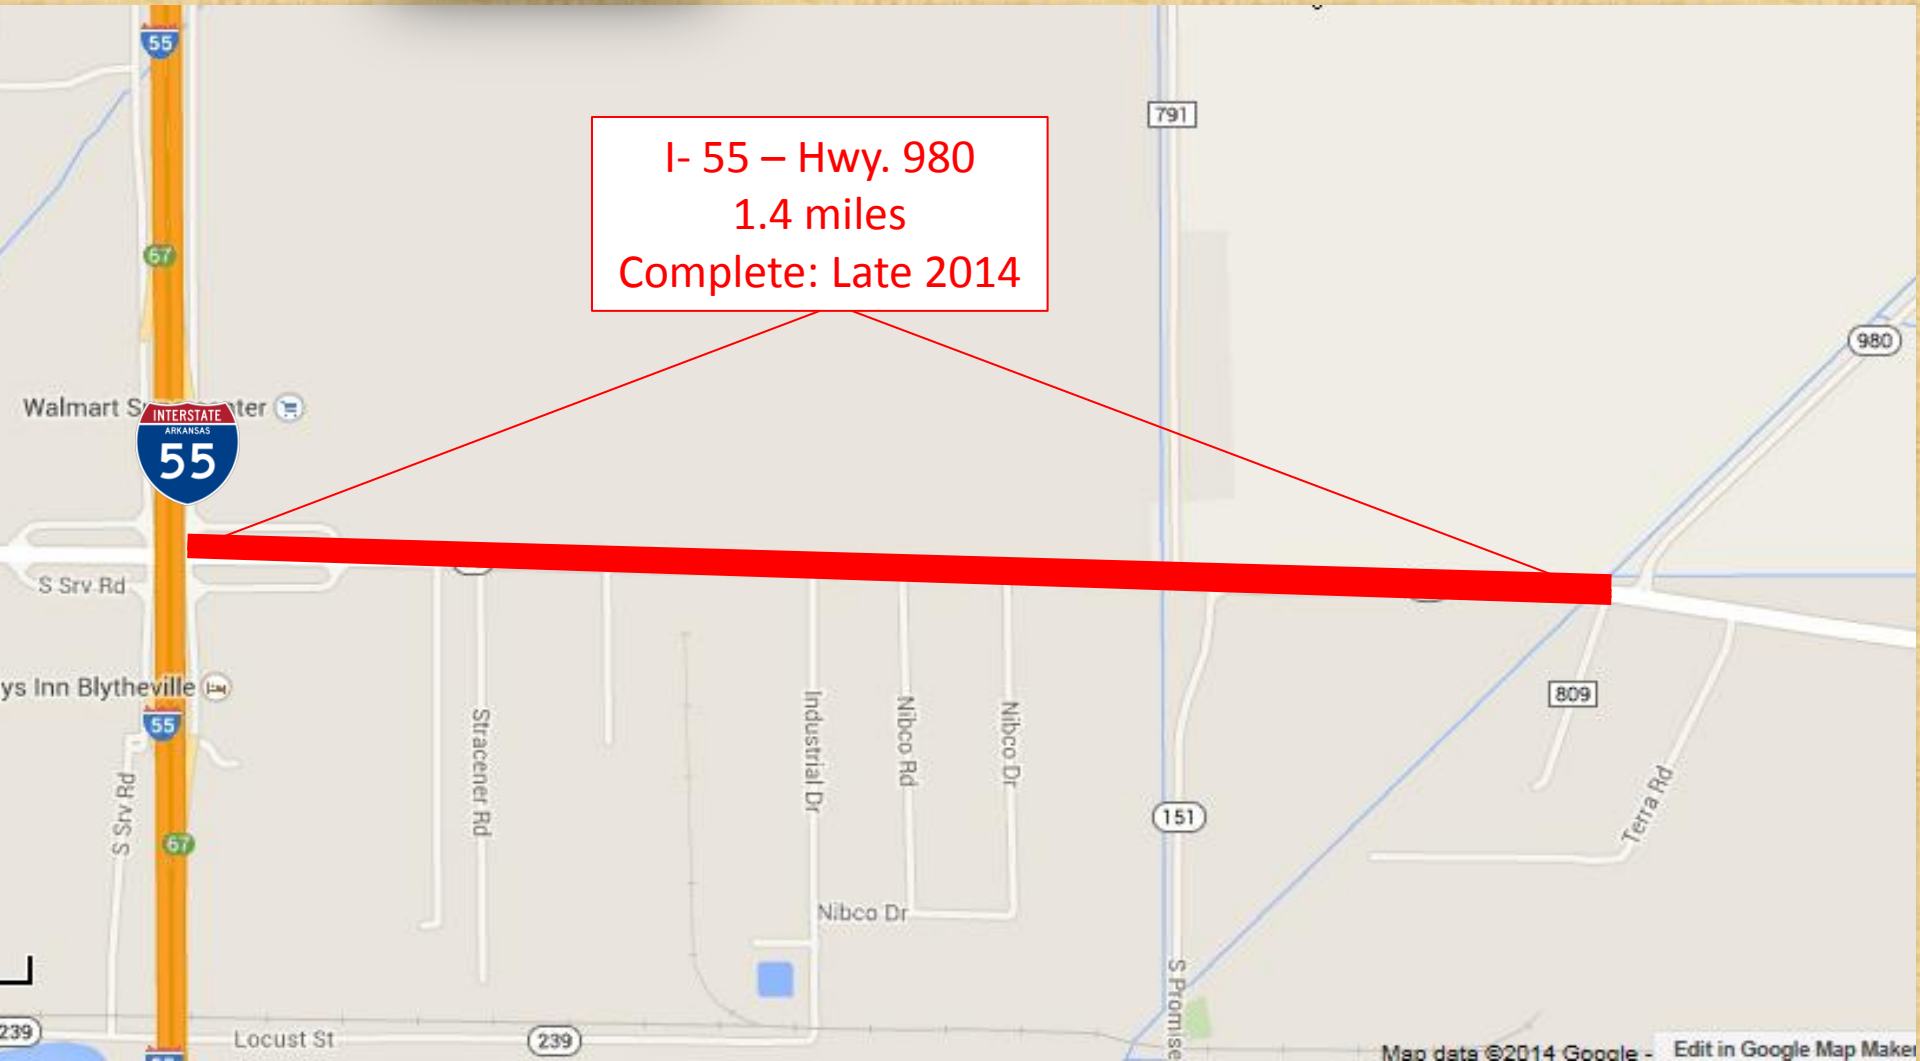 55
791
I- 55 – Hwy. 980
1.4 miles
Complete: Late 2014
67
980
Walmart S
ter
INTERSTATE
ARKANSAS
55
S Srv Rd
ys Inn Blytheville
55
809
Stracener Rd
Industrial Dr
Nibco Rd
Nibco Dr
S Srv Rd
67
151
Terra Rd
Nibco Dr
S Promise
239
Locust St
239
Map data ©2014 Google -
Edit in Google Map Maker